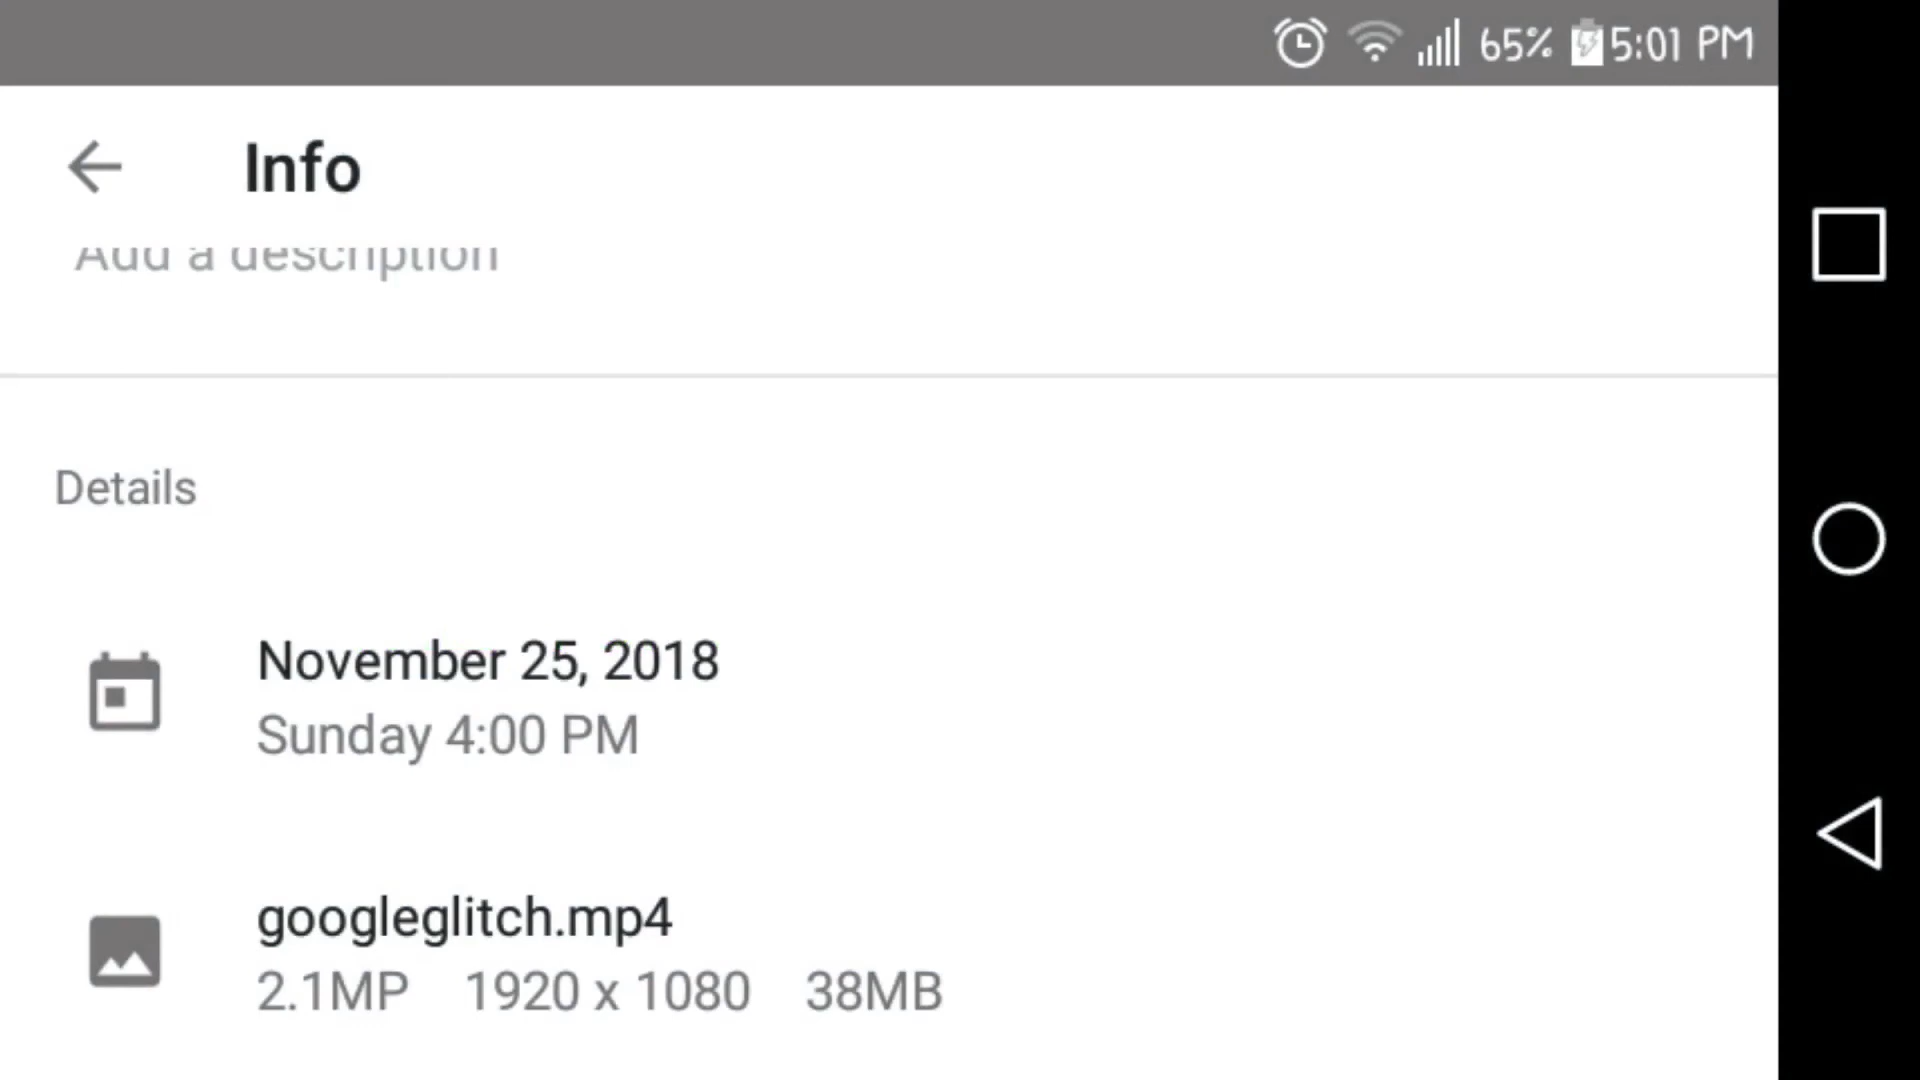 65% 5:01 PM
Info
Add a description
Details
November 25, 2018
Sunday 4:00 PM
googleglitch.mp4
2.1MP 1920 x 1080 38MB